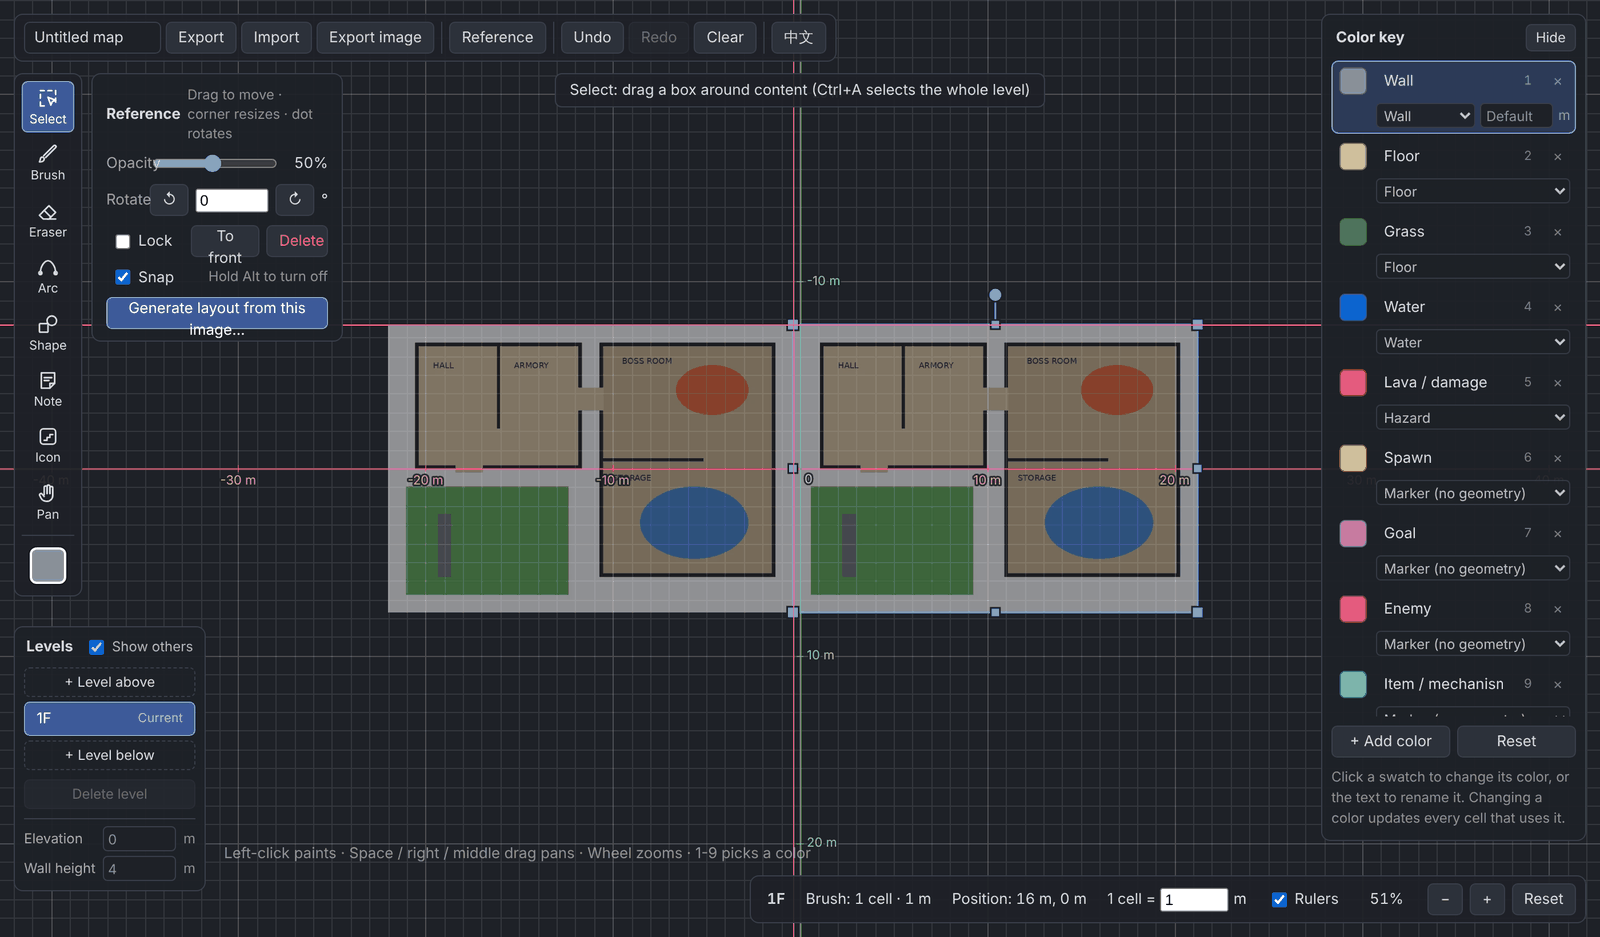 Untitled map
Export
Import
Export image
Reference
Undo
Redo
Clear
中文
Select: drag a box around content (Ctrl+A selects the whole level)
Select
Brush
Eraser
Arc
Shape
Note
Icon
Pan
Reference
Drag to move ·
corner resizes · dot
rotates
Opacity
50%
Rotate
0
°
Lock
To
front
Delete
Snap
Hold Alt to turn off
Generate layout from this
image...
-10 m
HALL
ARMORY
BOSS ROOM
HALL
ARMORY
BOSS ROOM
STORAGE
-30 m
-20 m
-10 m
0
10 m
20 m
10 m
20 m
Levels
Show others
+ Level above
1F
Current
+ Level below
Delete level
Elevation
0
m
Wall height
4
m
Left-click paints · Space / right / middle drag pans · Wheel zooms · 1-9 picks a color
1F
Brush: 1 cell · 1 m
Position: 16 m, 0 m
1 cell =
1
m
Rulers
51%
−
+
Reset
Color key
Hide
Wall
1
×
Wall
Default
m
Floor
2
×
Floor
Grass
3
×
Floor
Water
4
×
Water
Lava / damage
5
×
Hazard
Spawn
6
×
Marker (no geometry)
Goal
7
×
Marker (no geometry)
Enemy
8
×
Marker (no geometry)
Item / mechanisn
9
×
+ Add color
Reset
Click a swatch to change its color, or
the text to rename it. Changing a
color updates every cell that uses it.